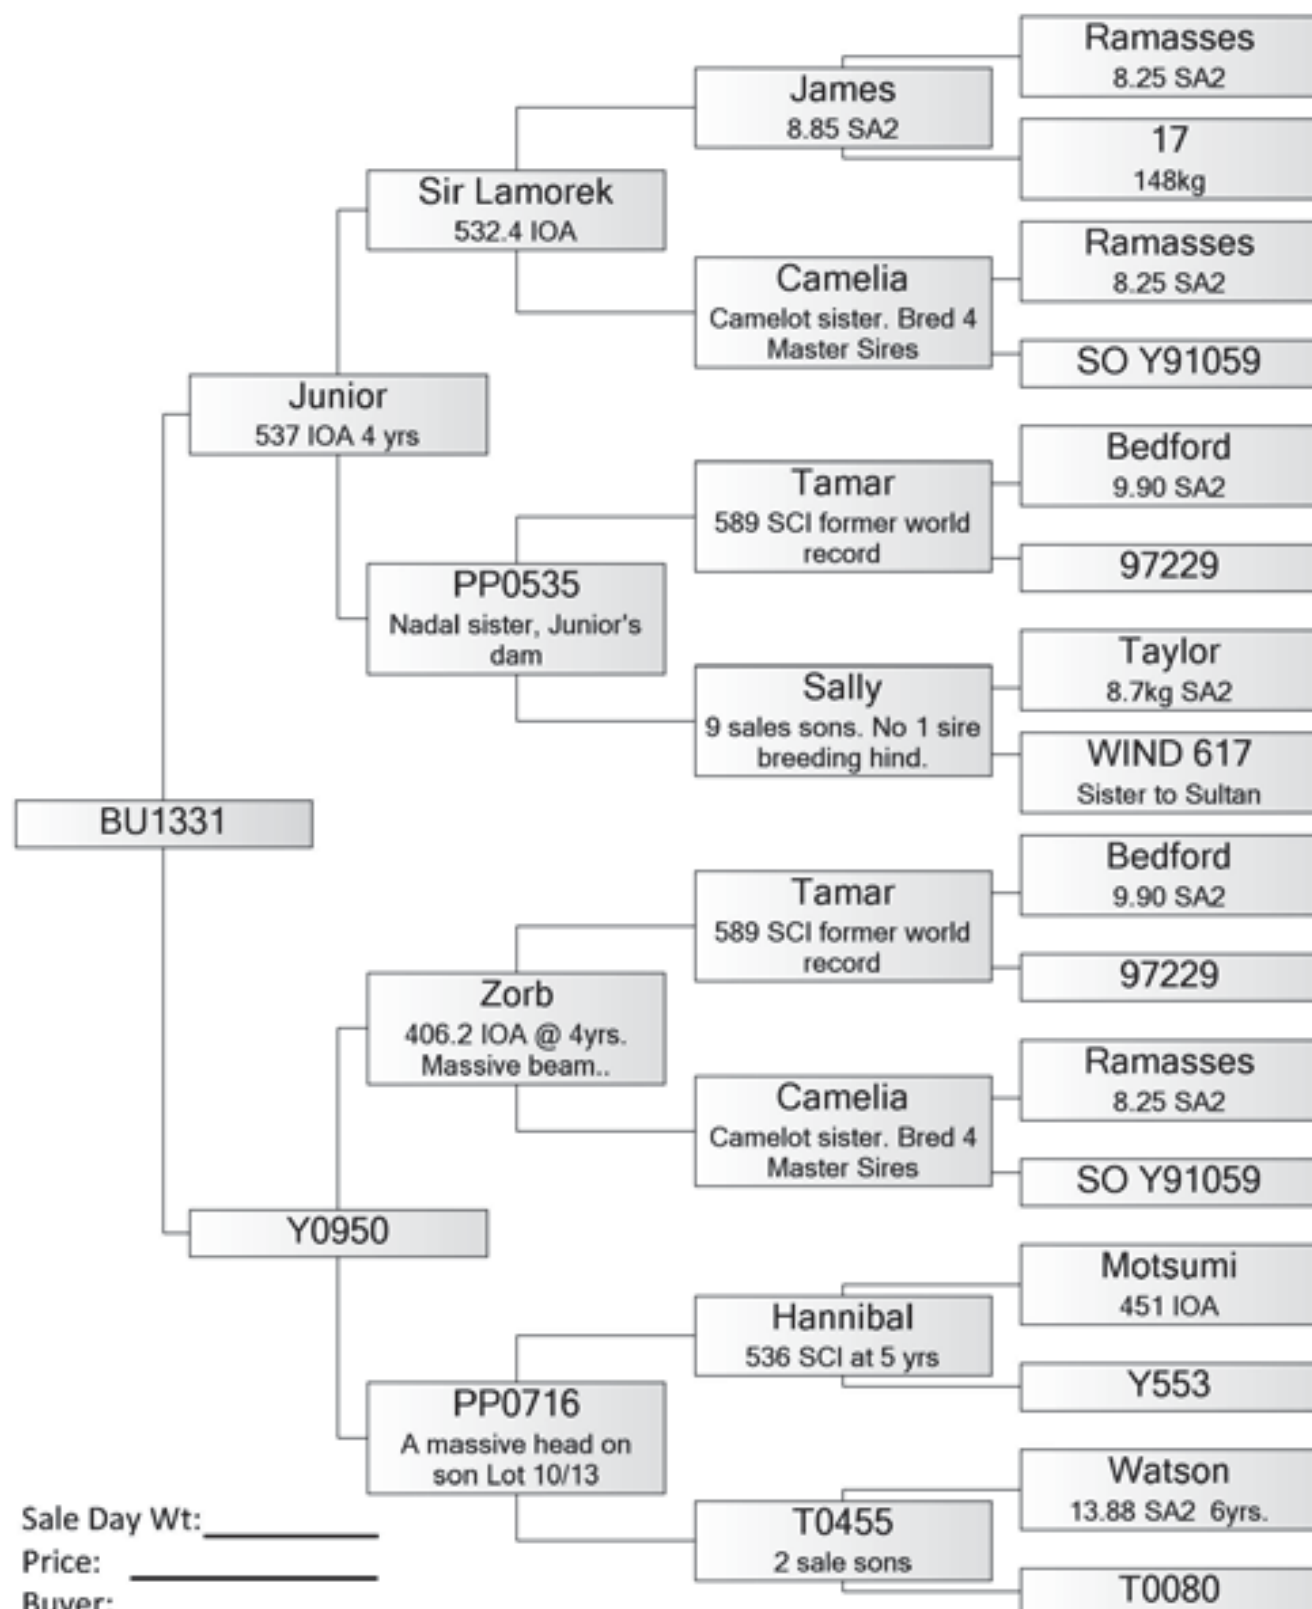 Ramasses
8.25 SA2
James
8.85 SA2
17
148kg
Sir Lamorek
532.4 IOA
Ramasses
8.25 SA2
Camelia
Camelot sister. Bred 4
Master Sires
SO Y91059
Junior
537 IOA 4 yrs
Bedford
9.90 SA2
Tamar
589 SCI former world
record
97229
PP0535
Nadal sister, Junior's
dam
Taylor
8.7kg SA2
Sally
9 sales sons. No 1 sire
breeding hind.
WIND 617
Sister to Sultan
BU1331
Bedford
9.90 SA2
Tamar
589 SCI former world
record
97229
Zorb
406.2 IOA @ 4yrs.
Massive beam..
Ramasses
8.25 SA2
Camelia
Camelot sister. Bred 4
Master Sires
SO Y91059
Y0950
Motsumi
451 IOA
Hannibal
536 SCI at 5 yrs
Y553
PP0716
A massive head on
son Lot 10/13
Watson
13.88 SA2 6yrs.
T0455
2 sale sons
T0080
Sale Day Wt:
Price:
Buyer: